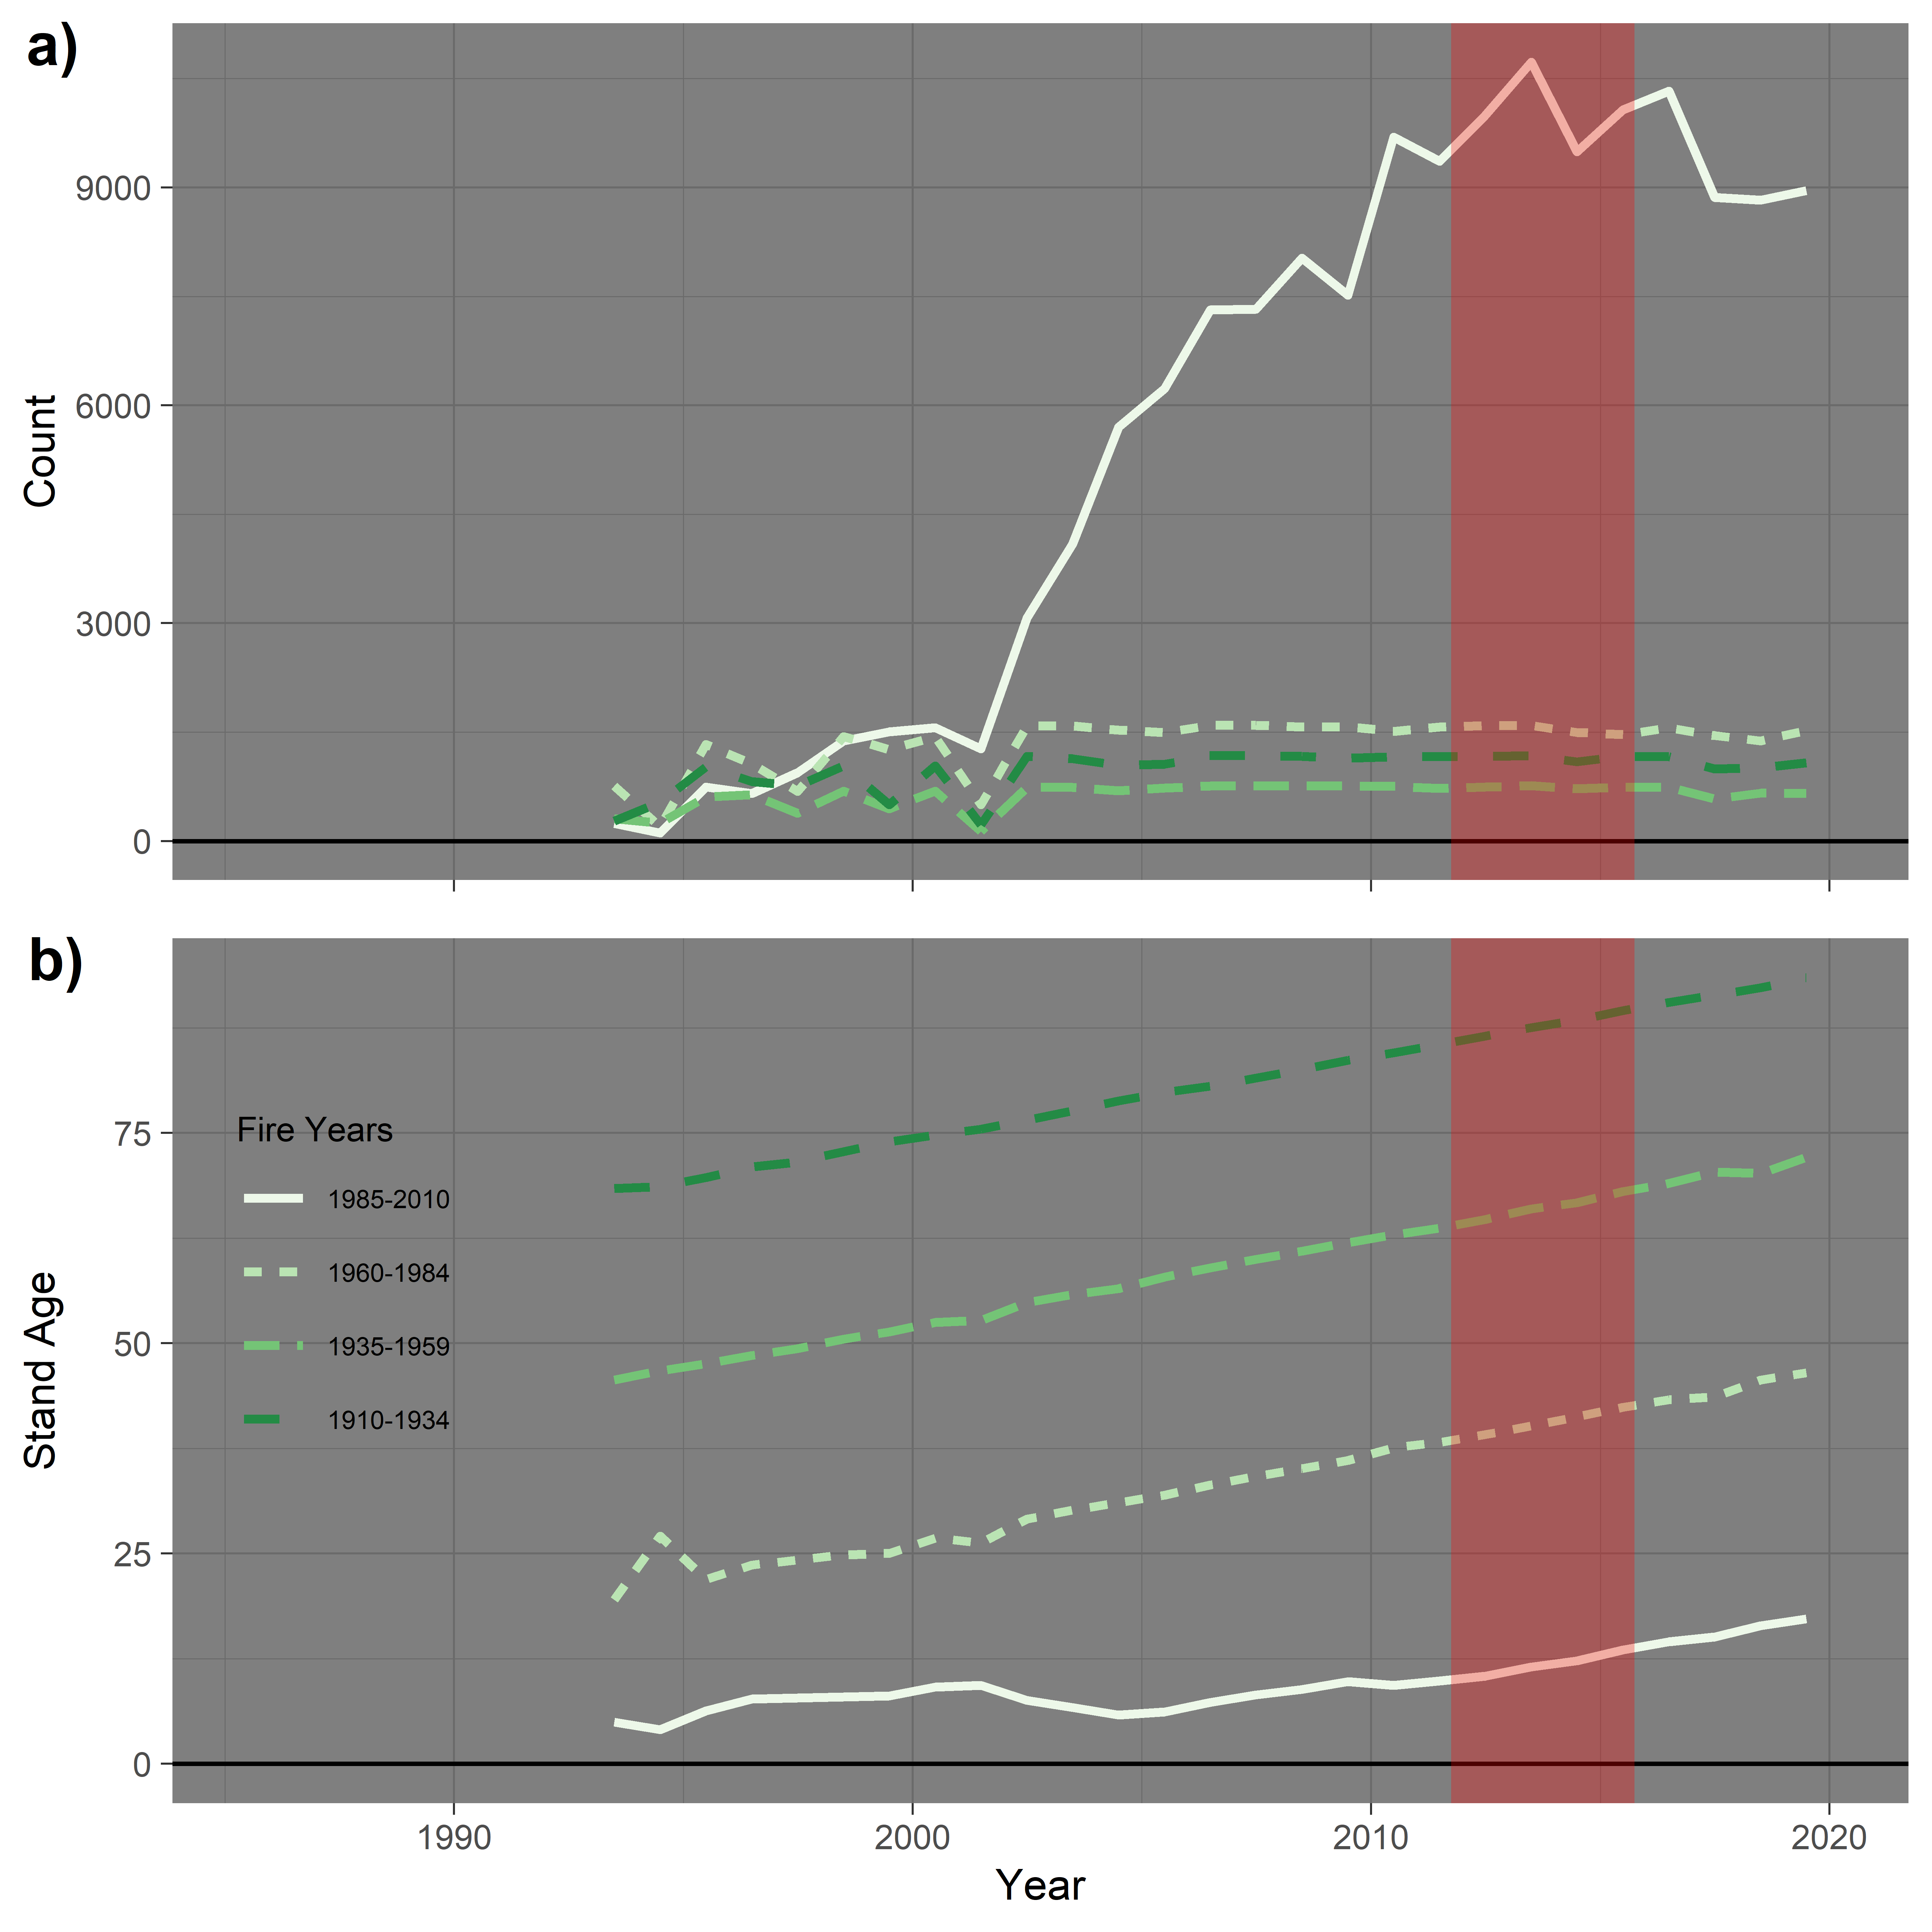 a)
9000
6000
3000
0
Count
b)
75
50
25
0
Stand Age
Fire Years
1985-2010
1960-1984
1935-1959
1910-1934
1990 2000 2010 2020
Year